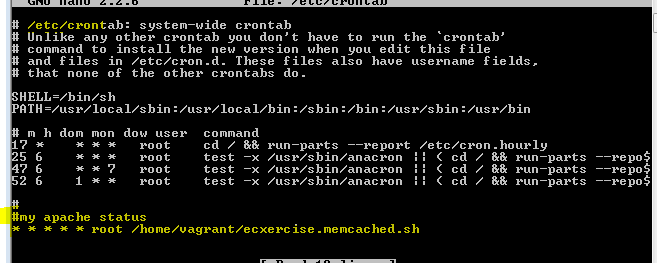 GNU nano 2.2.6 File: /etc/crontab
# /etc/crontab: system-wide crontab
# Unlike any other crontab you don't have to run the `crontab'
# command to install the new version when you edit this file
# and files in /etc/cron.d. These files also have username fields,
# that none of the other crontabs do.
SHELL=/bin/sh
PATH=/usr/local/sbin:/usr/local/bin:/sbin:/bin:/usr/sbin:/usr/bin
# m h dom mon dow user command
17 * * * * root cd / && run-parts --report /etc/cron.hourly
25 6 * * * root test -x /usr/sbin/anacron || ( cd / && run-parts --repo$
47 6 * * 7 root test -x /usr/sbin/anacron || ( cd / && run-parts --repo$
52 6 1 * * root test -x /usr/sbin/anacron || ( cd / && run-parts --repo$
#
#my apache status
* * * * * root /home/vagrant/ecxercise.memcached.sh